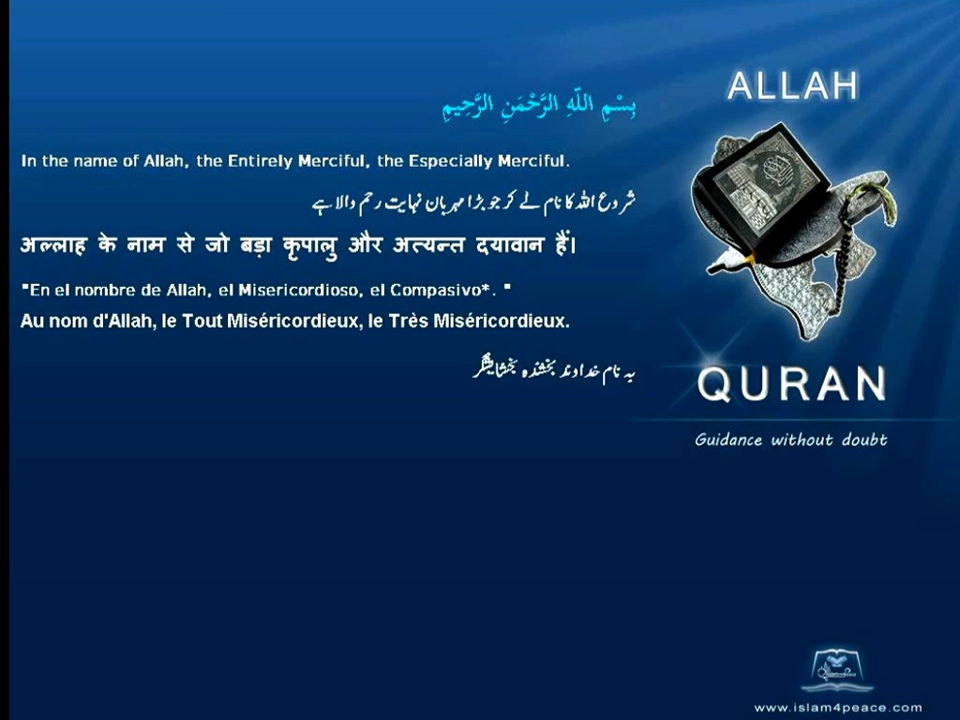 بِسْمِ اللَّهِ الرَّحْمَنِ الرَّحِيمِ
In the name of Allah, the Entirely Merciful, the Especially Merciful.
شروع اللہ کا نام لے کر جو بڑا مہربان نہایت رحم والا ہے
अल्लाह के नाम से जो बड़ा कृपालु और अत्यन्त दयावान हैं।
"En el nombre de Allah, el Misericordioso, el Compasivo*. "
Au nom d'Allah, le Tout Miséricordieux, le Très Miséricordieux.
به نام خداوند بخشنده بخشایشگر
ALLAH
QURAN
Guidance without doubt
www.islam4peace.com